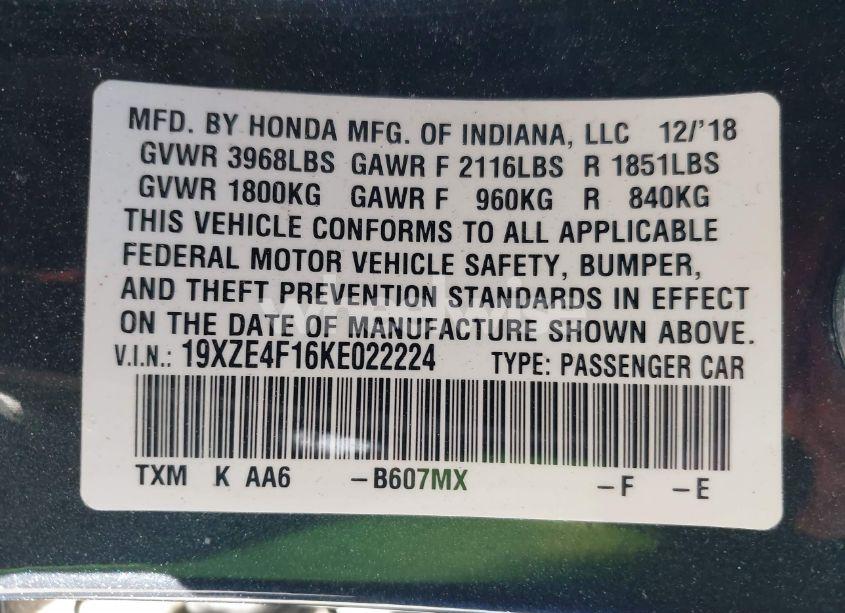 MFD. BY HONDA MFG. OF INDIANA, LLC 12/'18
GVWR 3968LBS GAWR F 2116LBS R 1851LBS
GVWR 1800KG GAWR F 960KG R 840KG
THIS VEHICLE CONFORMS TO ALL APPLICABLE
FEDERAL MOTOR VEHICLE SAFETY, BUMPER,
AND THEFT PREVENTION STANDARDS IN EFFECT
wheelwise
ON THE DATE OF MANUFACTURE SHOWN ABOVE.
V.I.N.: 19XZE4F16KE022224 TYPE: PASSENGER CAR
TXM K AA6 -B607MX -F -E